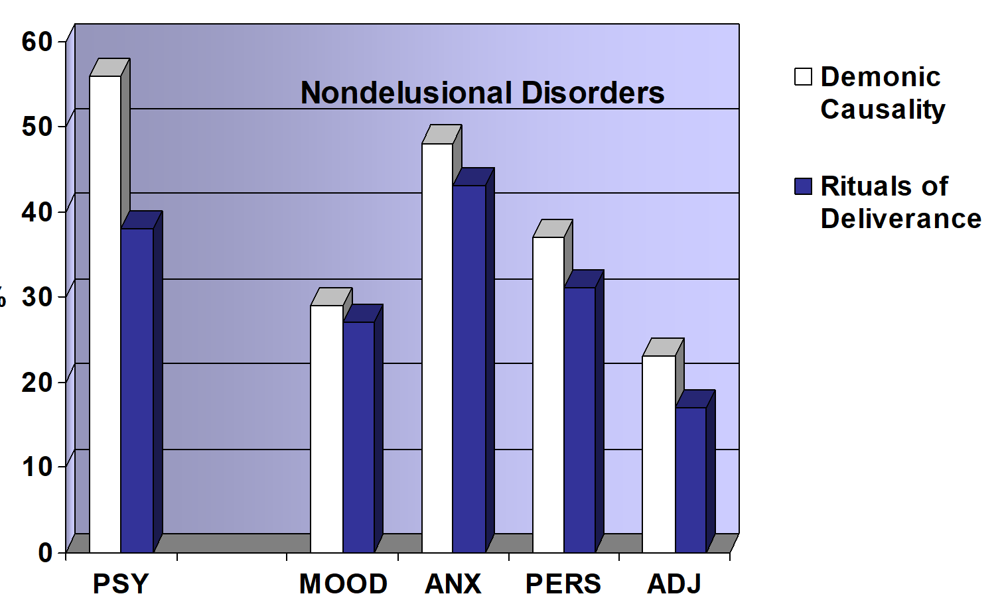 60
50
40
% 30
20
10
0
Nondelusional Disorders
PSY MOOD ANX PERS ADJ
Demonic
Causality
Rituals of
Deliverance